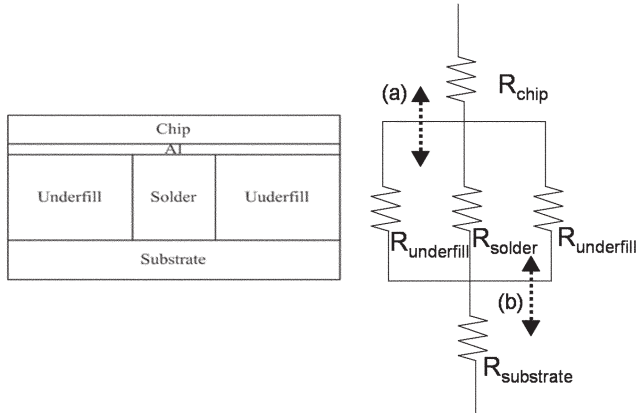 Chip
Al
Underfill Solder Uuderfill
Substrate
(a)
Rchip
Runderfill Rsolder Runderfill
(b)
Rsubstrate